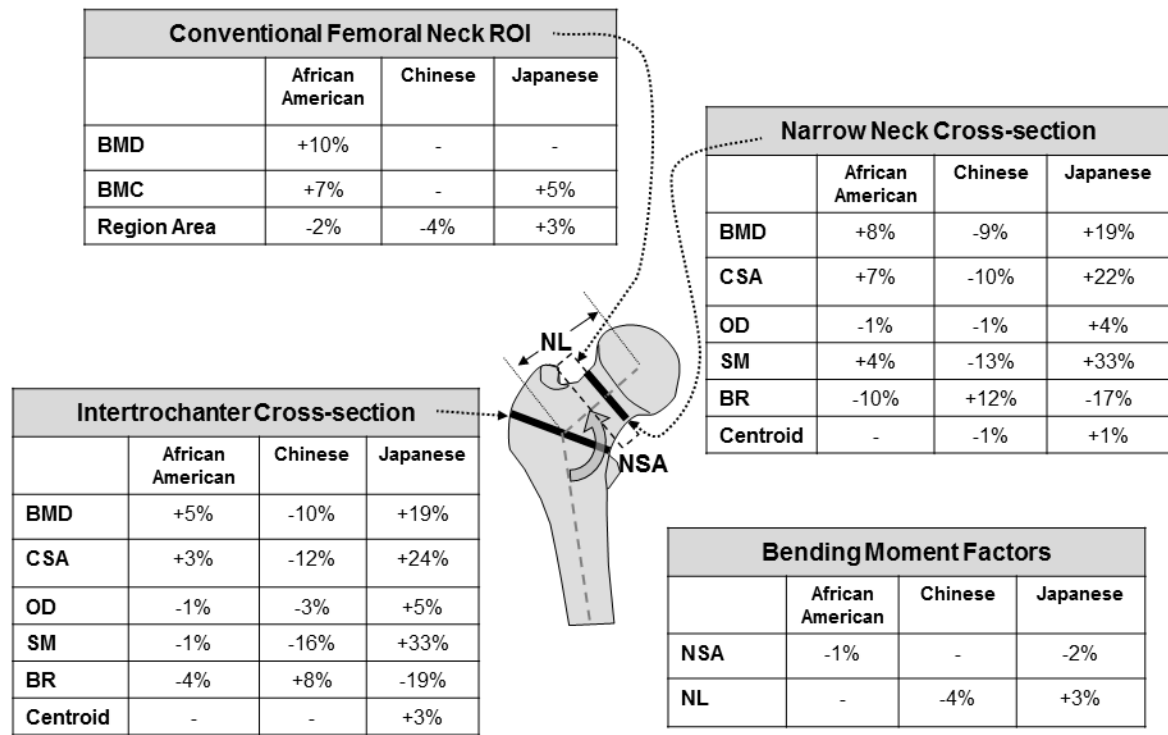 Conventional Femoral Neck ROI
African American Chinese Japanese
BMD +10% - -
BMC +7% - +5%
Region Area -2% -4% +3%
Narrow Neck Cross-section
African American Chinese Japanese
BMD +8% -9% +19%
CSA +7% -10% +22%
OD -1% -1% +4%
SM +4% -13% +33%
BR -10% +12% -17%
Centroid - -1% +1%
NL
NSA
Intertrochanter Cross-section
African American Chinese Japanese
BMD +5% -10% +19%
CSA +3% -12% +24%
OD -1% -3% +5%
SM -1% -16% +33%
BR -4% +8% -19%
Centroid - - +3%
Bending Moment Factors
African American Chinese Japanese
NSA -1% - -2%
NL - -4% +3%